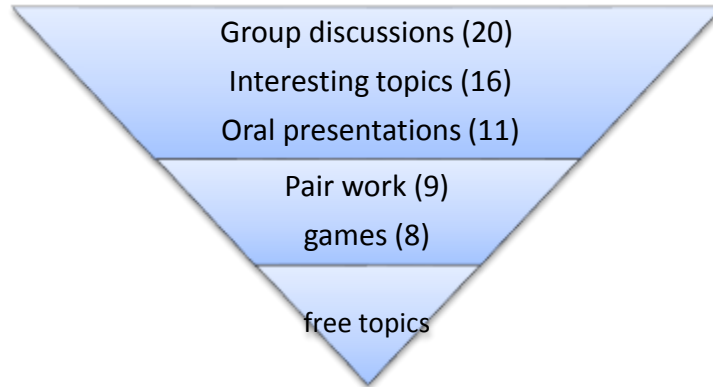 Group discussions (20)
Interesting topics (16)
Oral presentations (11)
Pair work (9)
games (8)
free topics